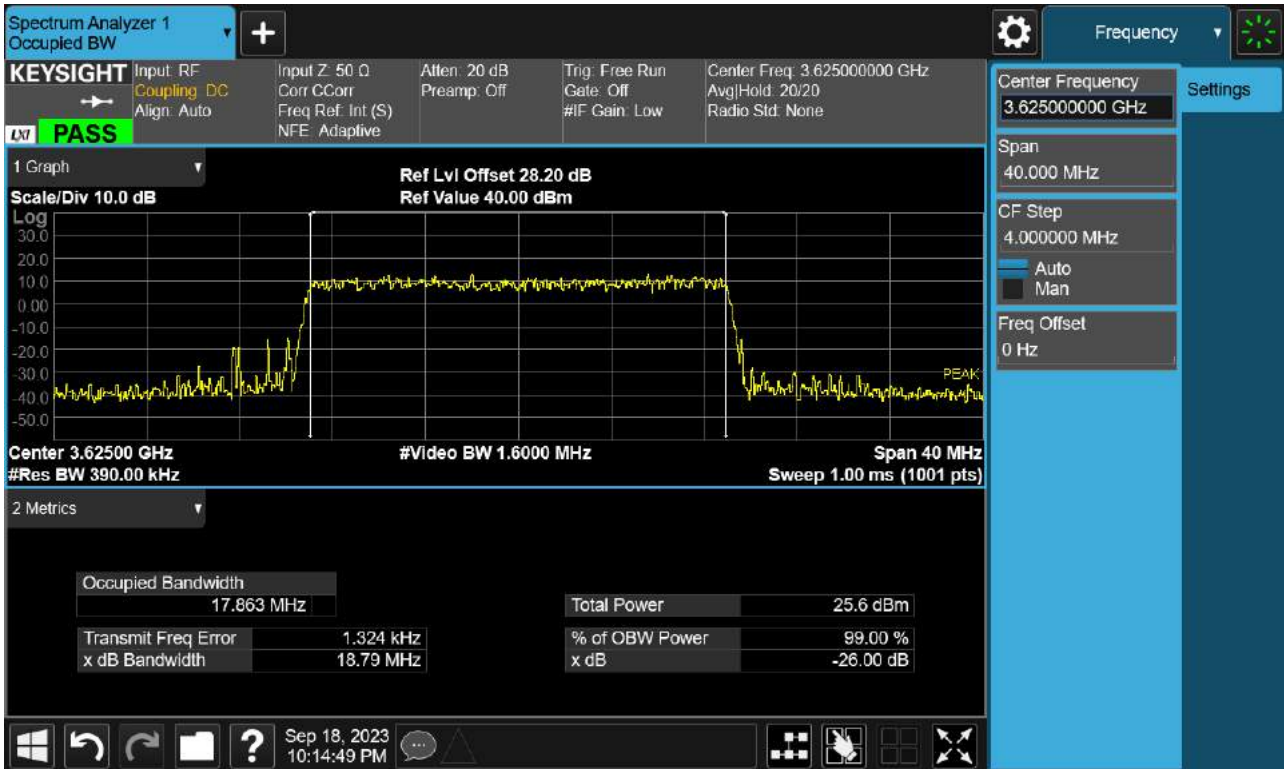 Spectrum Analyzer 1
Occupied BW
+
Frequency
KEYSIGHT
Input: RF
Coupling: DC
Align: Auto
Input Z: 50 Ω
Corr CCorr
Freq Ref: Int (S)
NFE: Adaptive
Atten: 20 dB
Preamp: Off
Trig: Free Run
Gate: Off
#IF Gain: Low
Center Freq: 3.625000000 GHz
Avg|Hold: 20/20
Radio Std: None
LXI
PASS
Center Frequency
3.625000000 GHz
Settings
Span
40.000 MHz
CF Step
4.000000 MHz
Auto
Man
Freq Offset
0 Hz
1 Graph
Scale/Div 10.0 dB
Ref Lvl Offset 28.20 dB
Ref Value 40.00 dBm
Log
30.0
20.0
10.0
0.00
-10.0
-20.0
-30.0
-40.0
-50.0
PEAK
Center 3.62500 GHz
#Res BW 390.00 kHz
#Video BW 1.6000 MHz
Span 40 MHz
Sweep 1.00 ms (1001 pts)
2 Metrics
Occupied Bandwidth
17.863 MHz
Total Power 25.6 dBm
Transmit Freq Error 1.324 kHz
% of OBW Power 99.00 %
x dB Bandwidth 18.79 MHz
x dB -26.00 dB
?
Sep 18, 2023
10:14:49 PM